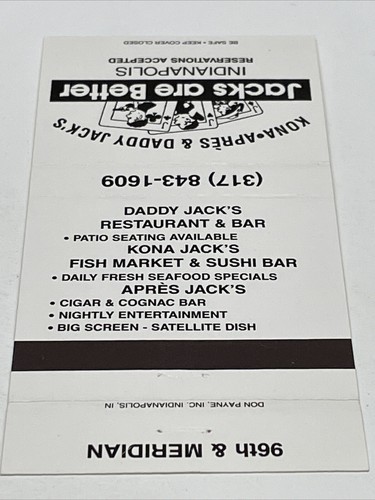 BE SAFE • KEEP COVER CLOSED
RESERVATIONS ACCEPTED
INDIANAPOLIS
Jacks are Better
KONA•APRÈS & DADDY JACK'S
(317) 843-1609
DADDY JACK'S
RESTAURANT & BAR
• PATIO SEATING AVAILABLE
KONA JACK'S
FISH MARKET & SUSHI BAR
• DAILY FRESH SEAFOOD SPECIALS
APRÈS JACK'S
• CIGAR & COGNAC BAR
• NIGHTLY ENTERTAINMENT
• BIG SCREEN - SATELLITE DISH
DON PAYNE, INC. INDIANAPOLIS, IN
96th & MERIDIAN